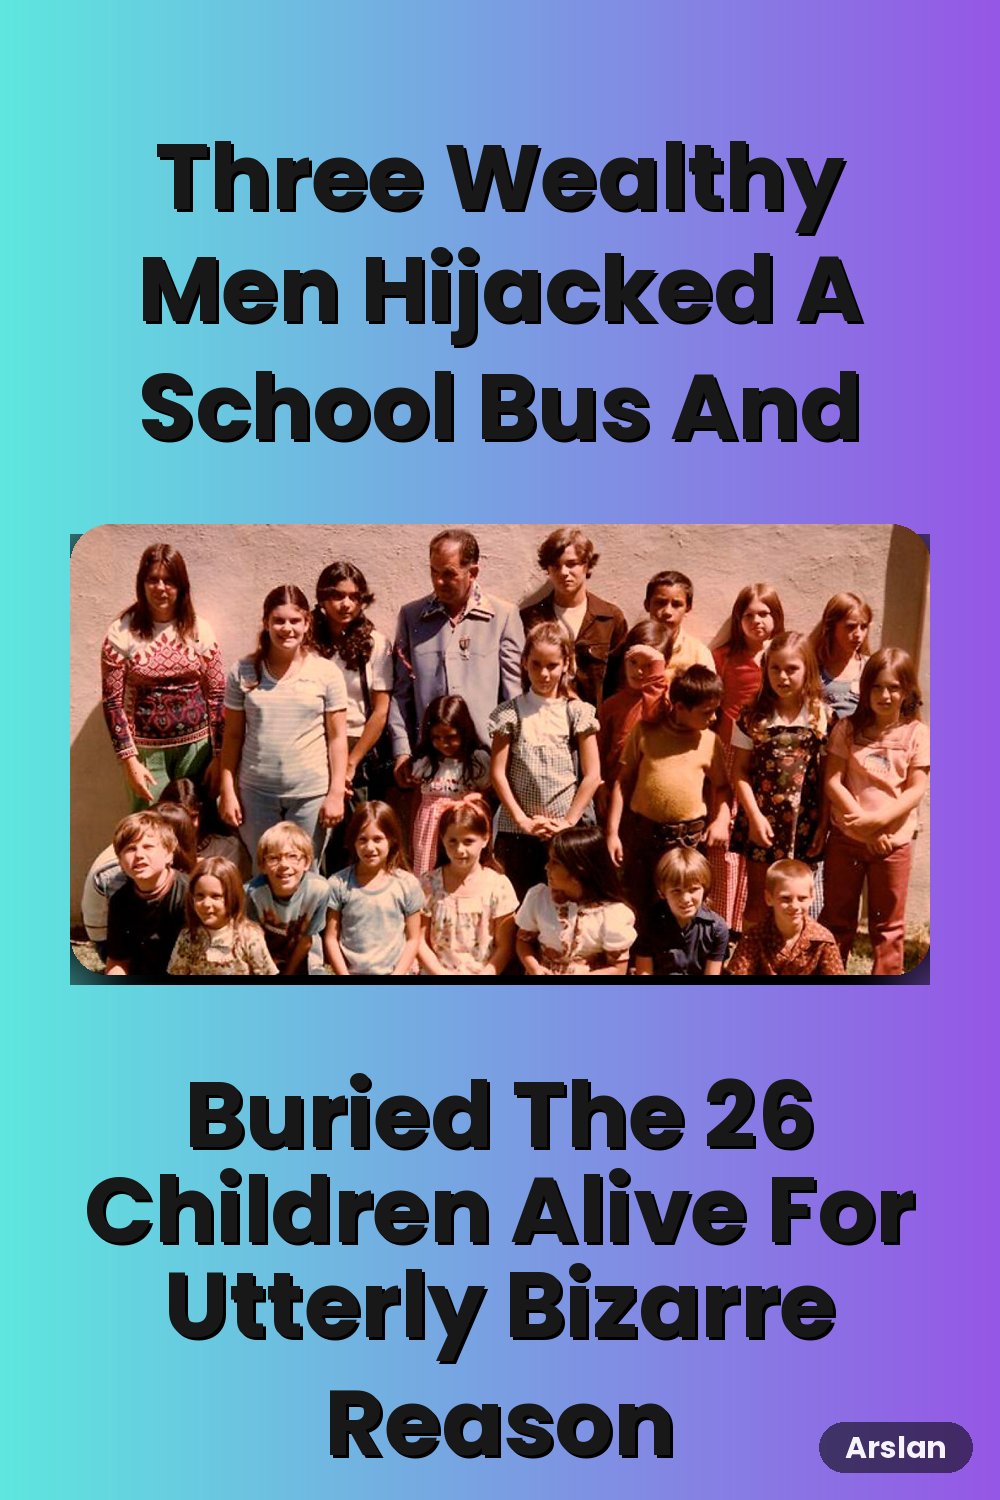 Three Wealthy
Men Hijacked A
School Bus And
Buried The 26
Children Alive For
Utterly Bizarre
Reason
Arslan